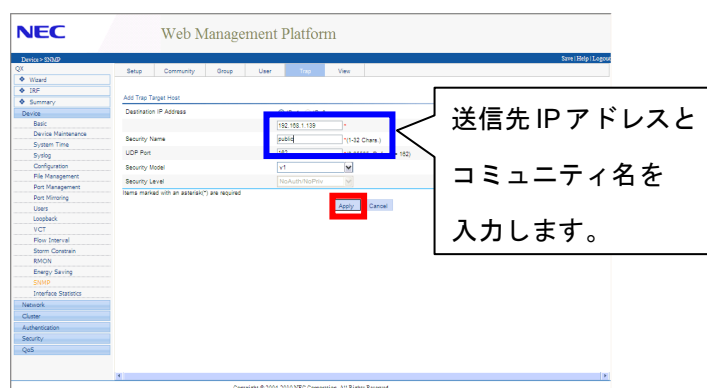 NEC
Web Management Platform
Device > SNMP
Save | Help | Logout
QX
Wizard
IRF
Summary
Device
Basic
Device Maintenance
System Time
Syslog
Configuration
File Management
Port Management
Port Mirroring
Users
Loopback
VCT
Flow Interval
Storm Constrain
RMON
Energy Saving
SNMP
Interface Statistics
Network
Cluster
Authentication
Security
QoS
Setup Community Group User Trap View
Add Trap Target Host
Destination IP Address
192.168.1.139 *
Security Name public *(1-32 Chars.)
UDP Port 162
Security Model v1
Security Level NoAuth/NoPriv
Items marked with an asterisk(*) are required
Apply Cancel
送信先IPアドレスと
コミュニティ名を
入力します。